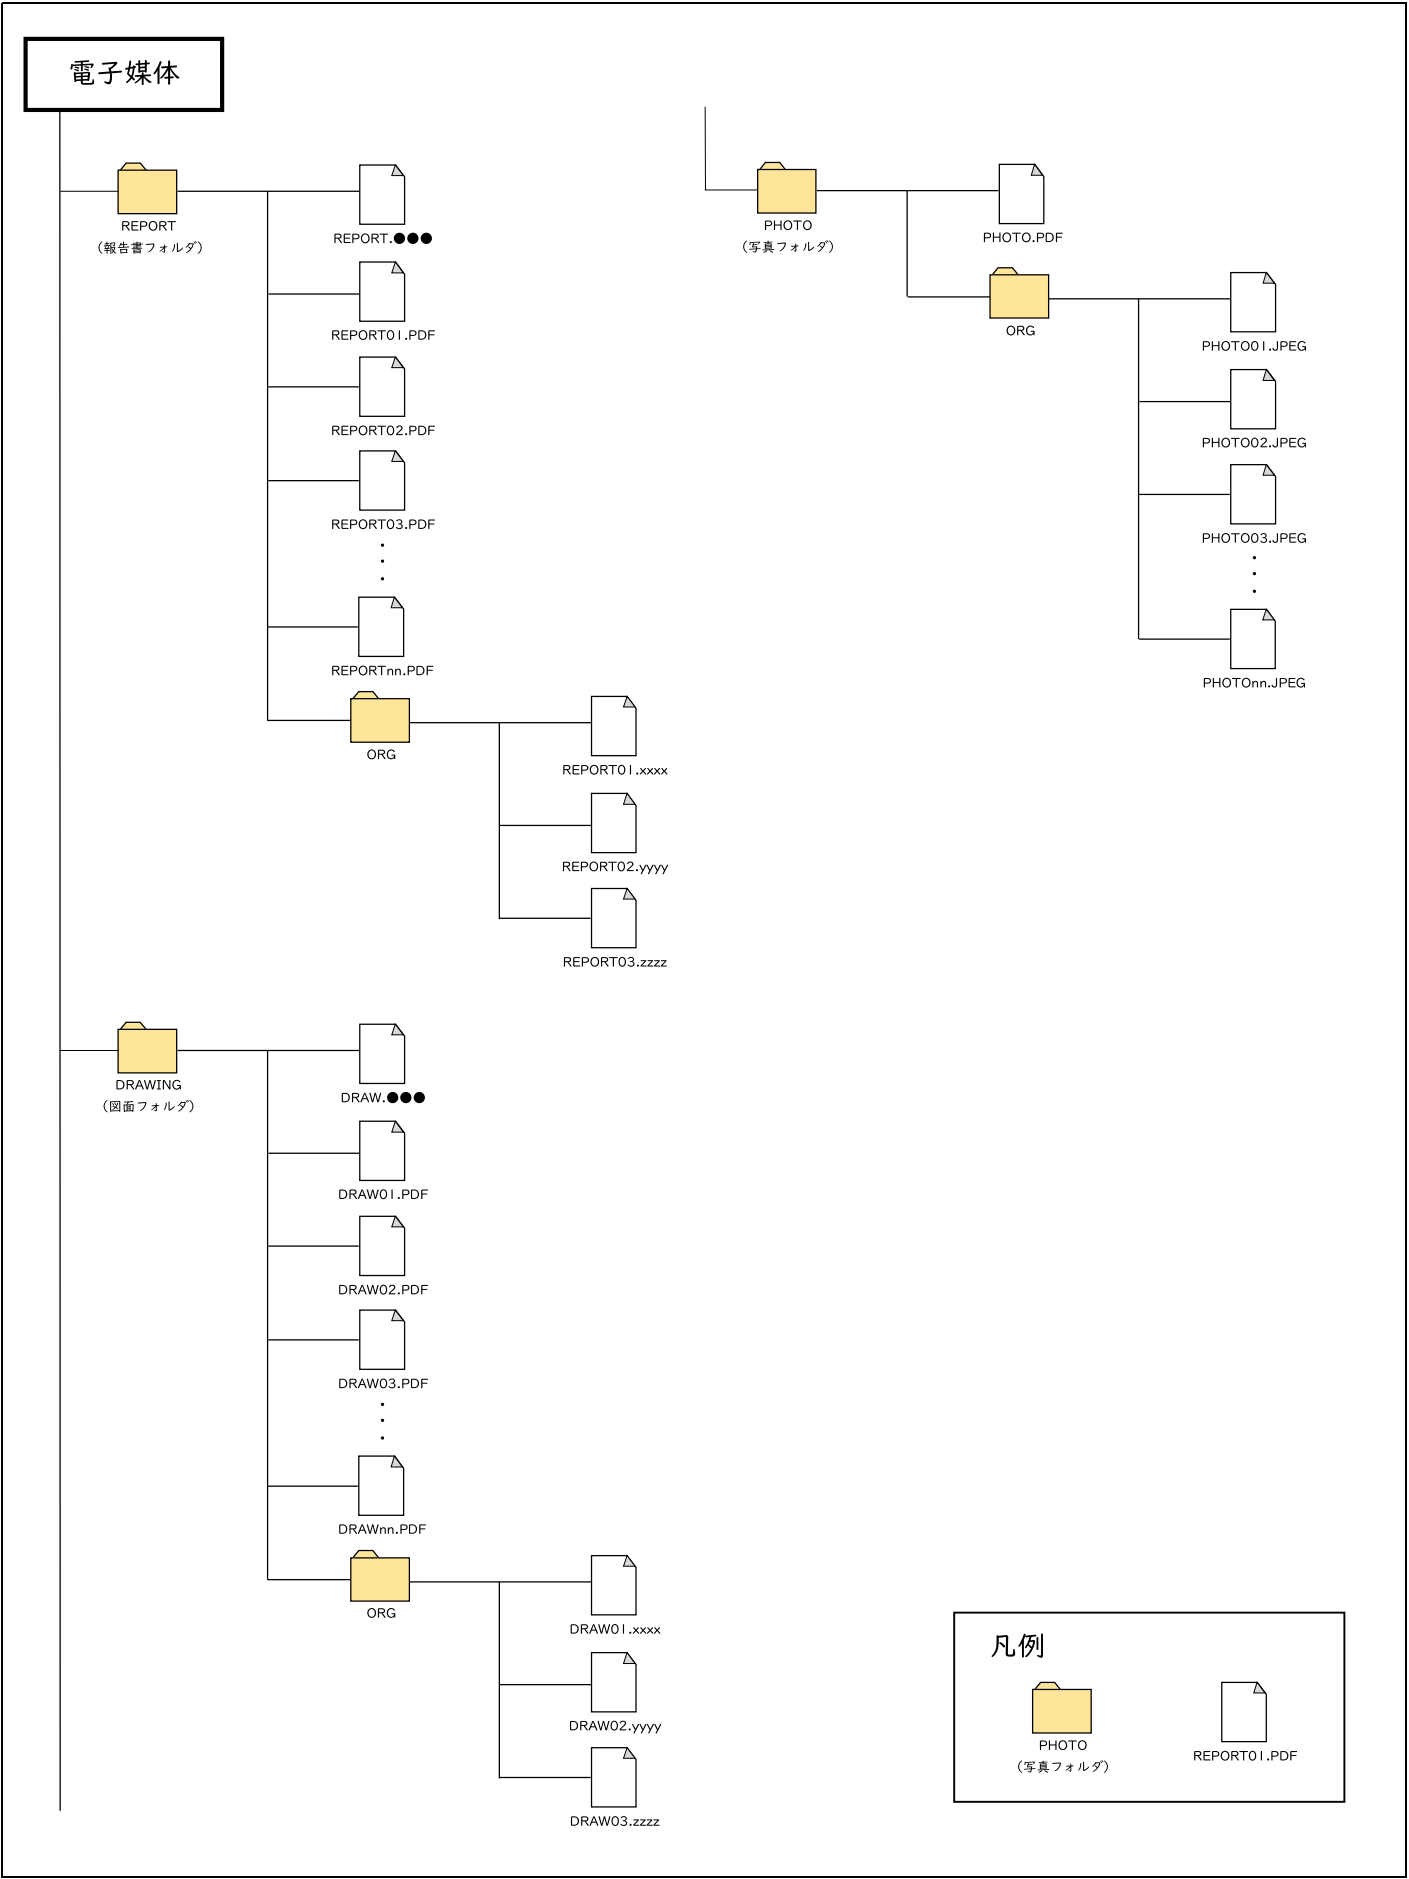 電子媒体
REPORT
(報告書フォルダ)
REPORT.●●●
REPORT01.PDF
REPORT02.PDF
REPORT03.PDF
・
・
・
REPORTnn.PDF
ORG
REPORT01.xxxx
REPORT02.yyyy
REPORT03.zzzz
DRAWING
(図面フォルダ)
DRAW.●●●
DRAW01.PDF
DRAW02.PDF
DRAW03.PDF
・
・
・
DRAWnn.PDF
ORG
DRAW01.xxxx
DRAW02.yyyy
DRAW03.zzzz
PHOTO
(写真フォルダ)
PHOTO.PDF
ORG
PHOTO01.JPEG
PHOTO02.JPEG
PHOTO03.JPEG
・
・
・
PHOTOnn.JPEG
凡例
PHOTO
(写真フォルダ)
REPORT01.PDF